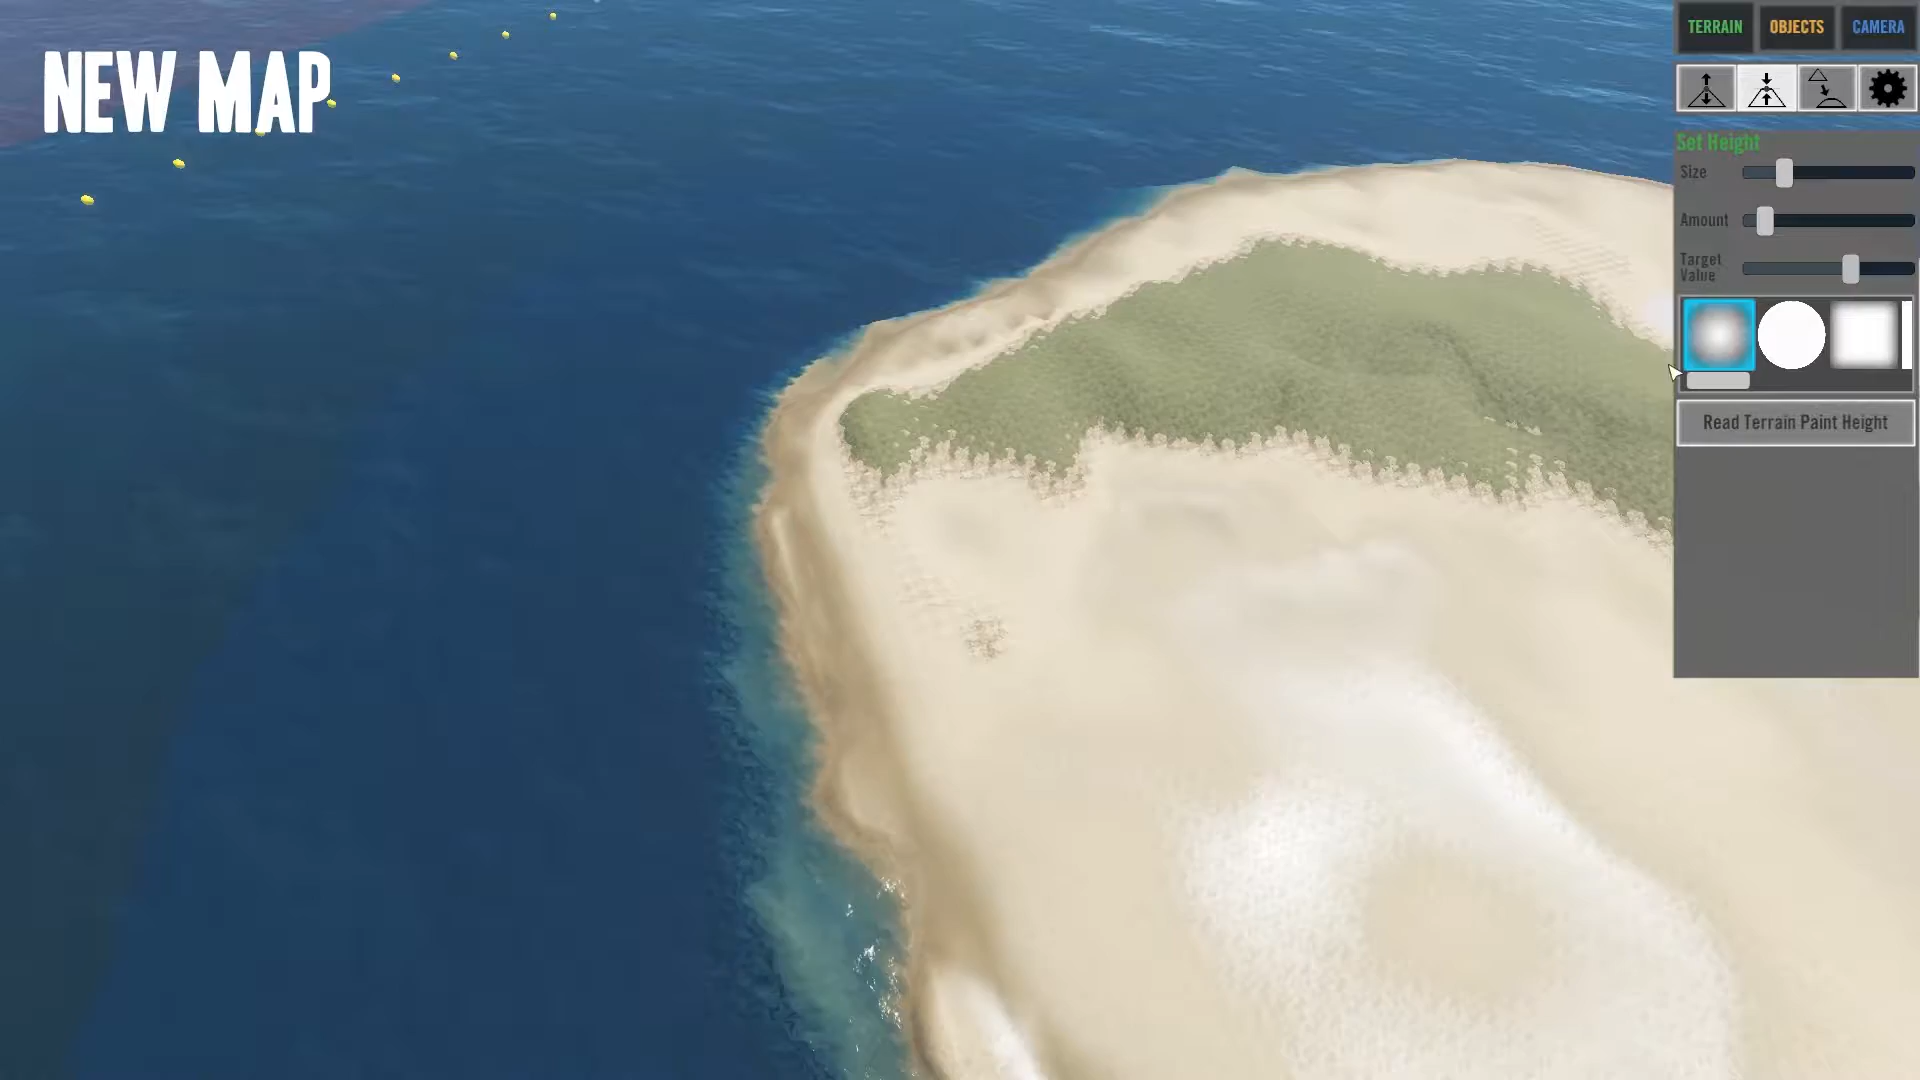 NEW MAP
TERRAIN OBJECTS CAMERA
Set Height
Size
Amount
Target
Value
Read Terrain Paint Height